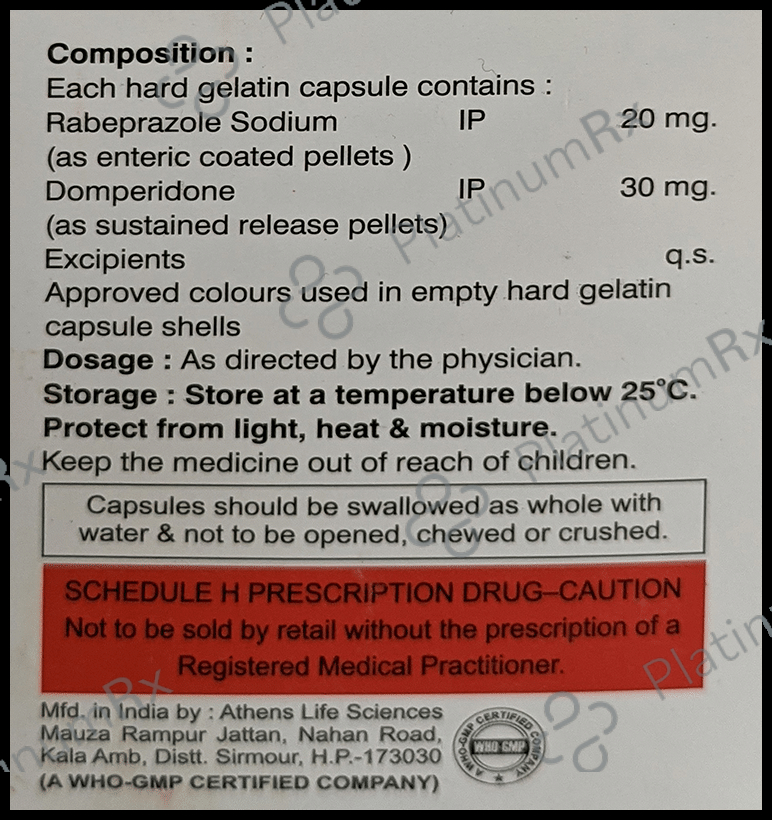 Composition :
Each hard gelatin capsule contains :
Rabeprazole Sodium IP 20 mg.
(as enteric coated pellets )
Domperidone IP 30 mg.
(as sustained release pellets)
Excipients q.s.
Approved colours used in empty hard gelatin
capsule shells
Dosage : As directed by the physician.
Storage : Store at a temperature below 25°C.
Protect from light, heat & moisture.
Keep the medicine out of reach of children.
Capsules should be swallowed as whole with
water & not to be opened, chewed or crushed.
SCHEDULE H PRESCRIPTION DRUG–CAUTION
Not to be sold by retail without the prescription of a
Registered Medical Practitioner.
Mfd. in India by : Athens Life Sciences
Mauza Rampur Jattan, Nahan Road,
Kala Amb, Distt. Sirmour, H.P.-173030
(A WHO-GMP CERTIFIED COMPANY)
A WHO-GMP CERTIFIED COMPANY
WHO GMP
PlatinumRx
PlatinumRx